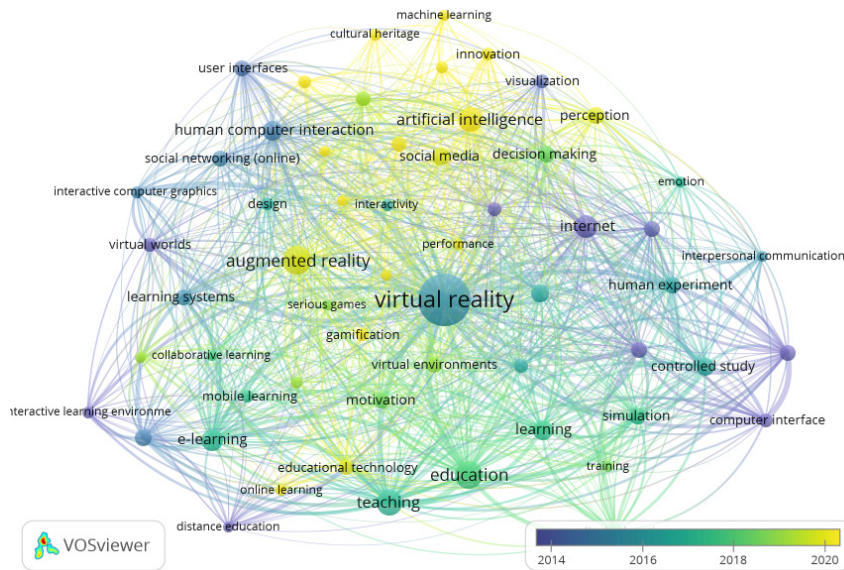 machine learning
cultural heritage
innovation
user interfaces
visualization
artificial intelligence
perception
human computer interaction
social networking (online)
social media
decision making
emotion
interactive computer graphics
design
interactivity
internet
virtual worlds
performance
interpersonal communication
augmented reality
human experiment
learning systems
virtual reality
serious games
gamification
collaborative learning
virtual environments
controlled study
mobile learning
motivation
interactive learning environme
simulation
computer interface
e-learning
learning
educational technology
education
training
online learning
teaching
distance education
VOSviewer
2014 2016 2018 2020